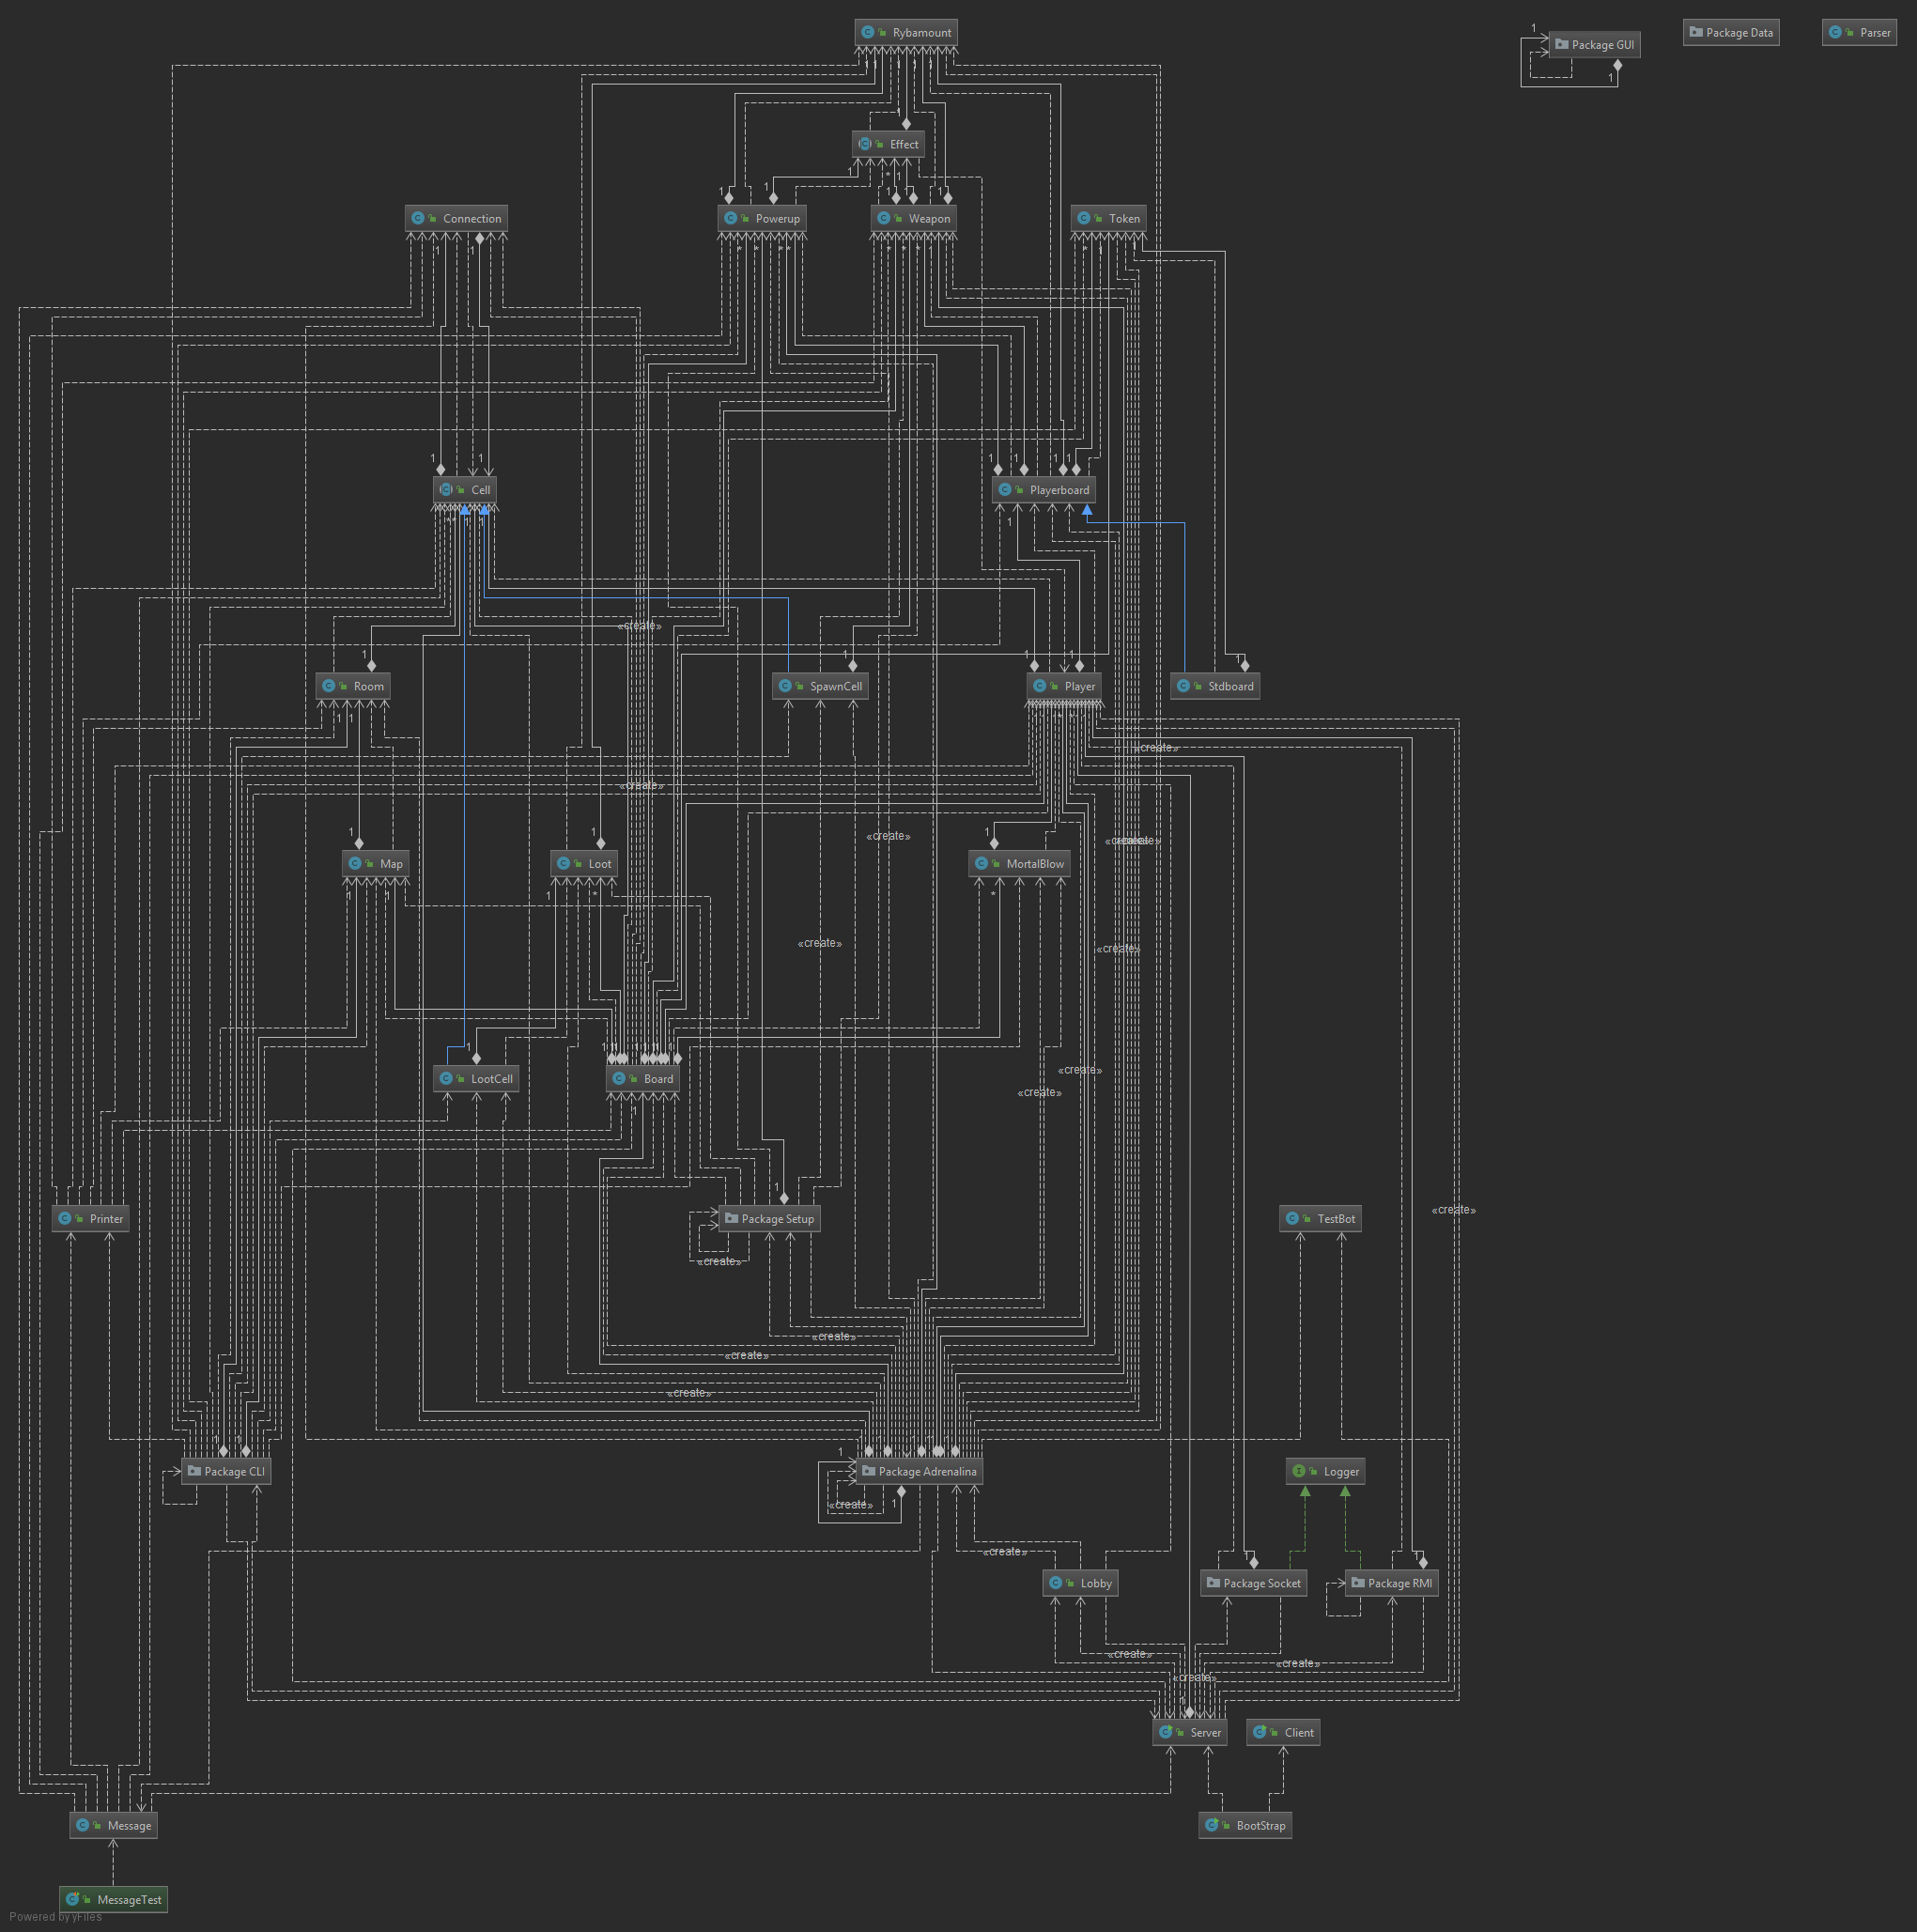 Rybamount
Package GUI
Package Data
Parser
1
1
Effect
Connection
Powerup
Weapon
Token
Cell
Playerboard
«create»
Room
SpawnCell
Player
Stdboard
«create»
«create»
«create»
Map
Loot
MortalBlow
«create»
«create»
LootCell
Board
«create»
«create»
Printer
Package Setup
TestBot
«create»
«create»
«create»
«create»
«create»
Package CLI
Package Adrenalina
Logger
«create»
«create»
Lobby
Package Socket
Package RMI
«create»
«create»
«create»
Server
Client
Message
BootStrap
MessageTest
Powered by yFiles